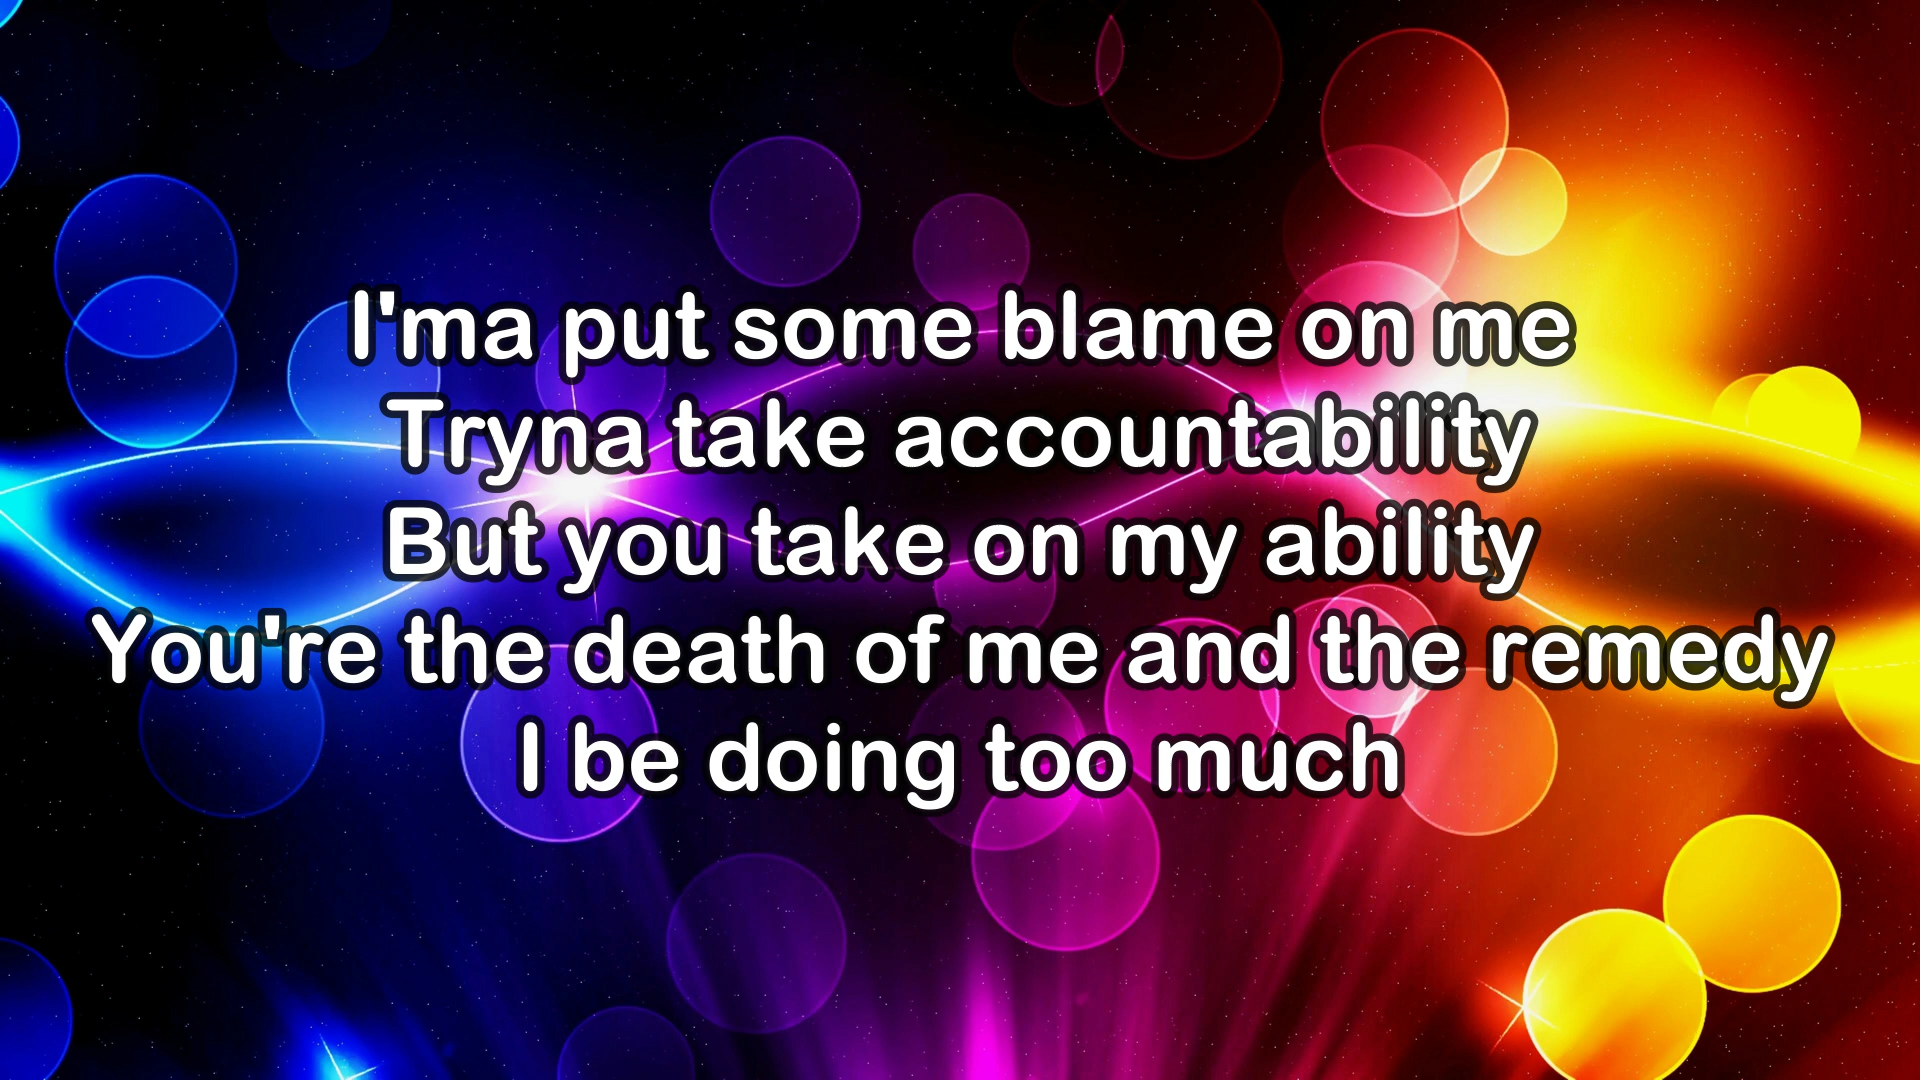 I'ma put some blame on me
Tryna take accountability
But you take on my ability
You're the death of me and the remedy
I be doing too much